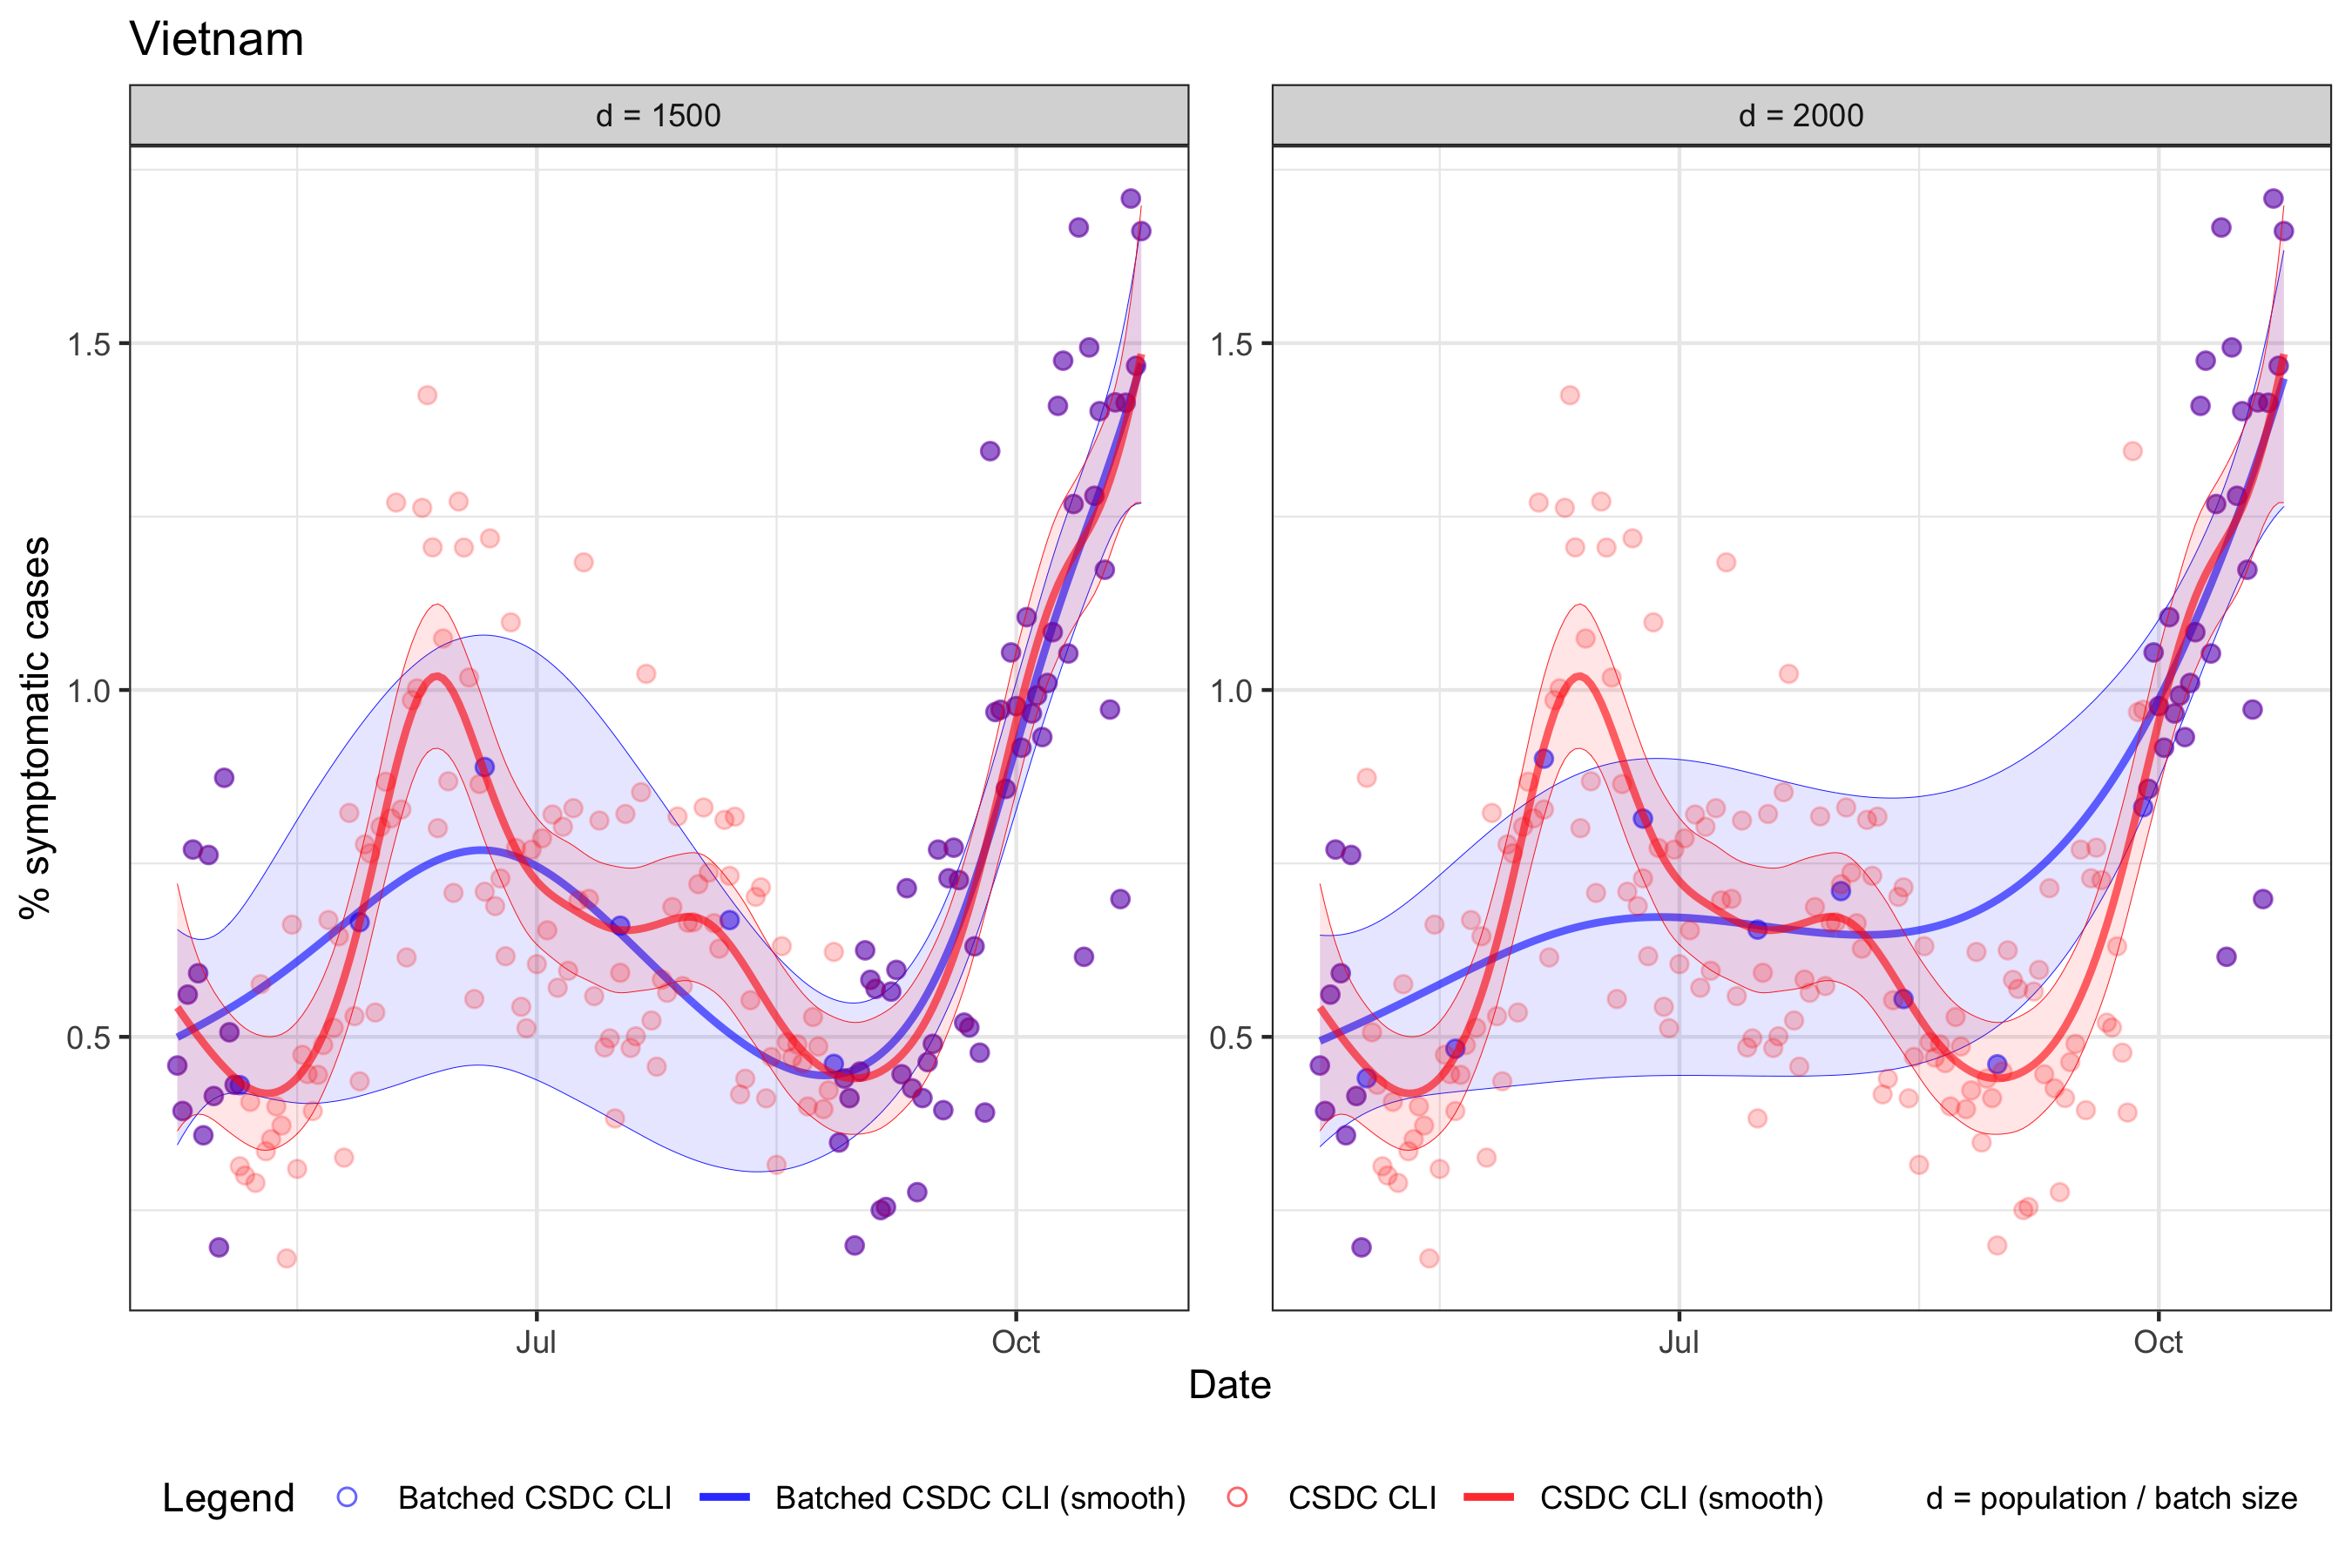 Vietnam
d = 1500
d = 2000
% symptomatic cases
1.5
1.0
0.5
1.5
1.0
0.5
Jul
Oct
Jul
Oct
Date
Legend
Batched CSDC CLI
Batched CSDC CLI (smooth)
CSDC CLI
CSDC CLI (smooth)
d = population / batch size